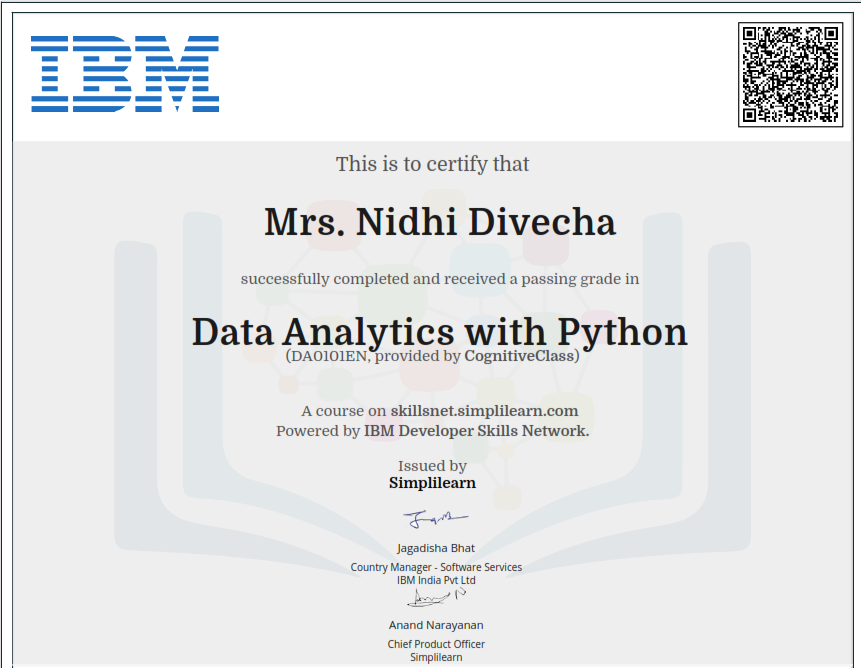 IBM
This is to certify that
Mrs. Nidhi Divecha
successfully completed and received a passing grade in
Data Analytics with Python
(DA0101EN, provided by CognitiveClass)
A course on skillsnet.simplilearn.com
Powered by IBM Developer Skills Network.
Issued by
Simplilearn
Jagadisha Bhat
Country Manager - Software Services
IBM India Pvt Ltd
Anand Narayanan
Chief Product Officer
Simplilearn